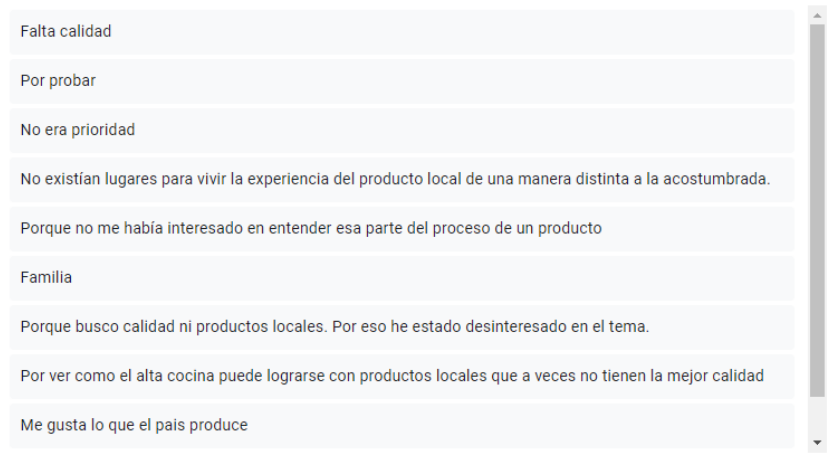 Falta calidad
Por probar
No era prioridad
No existían lugares para vivir la experiencia del producto local de una manera distinta a la acostumbrada.
Porque no me había interesado en entender esa parte del proceso de un producto
Familia
Porque busco calidad ni productos locales. Por eso he estado desinteresado en el tema.
Por ver como el alta cocina puede lograrse con productos locales que a veces no tienen la mejor calidad
Me gusta lo que el pais produce